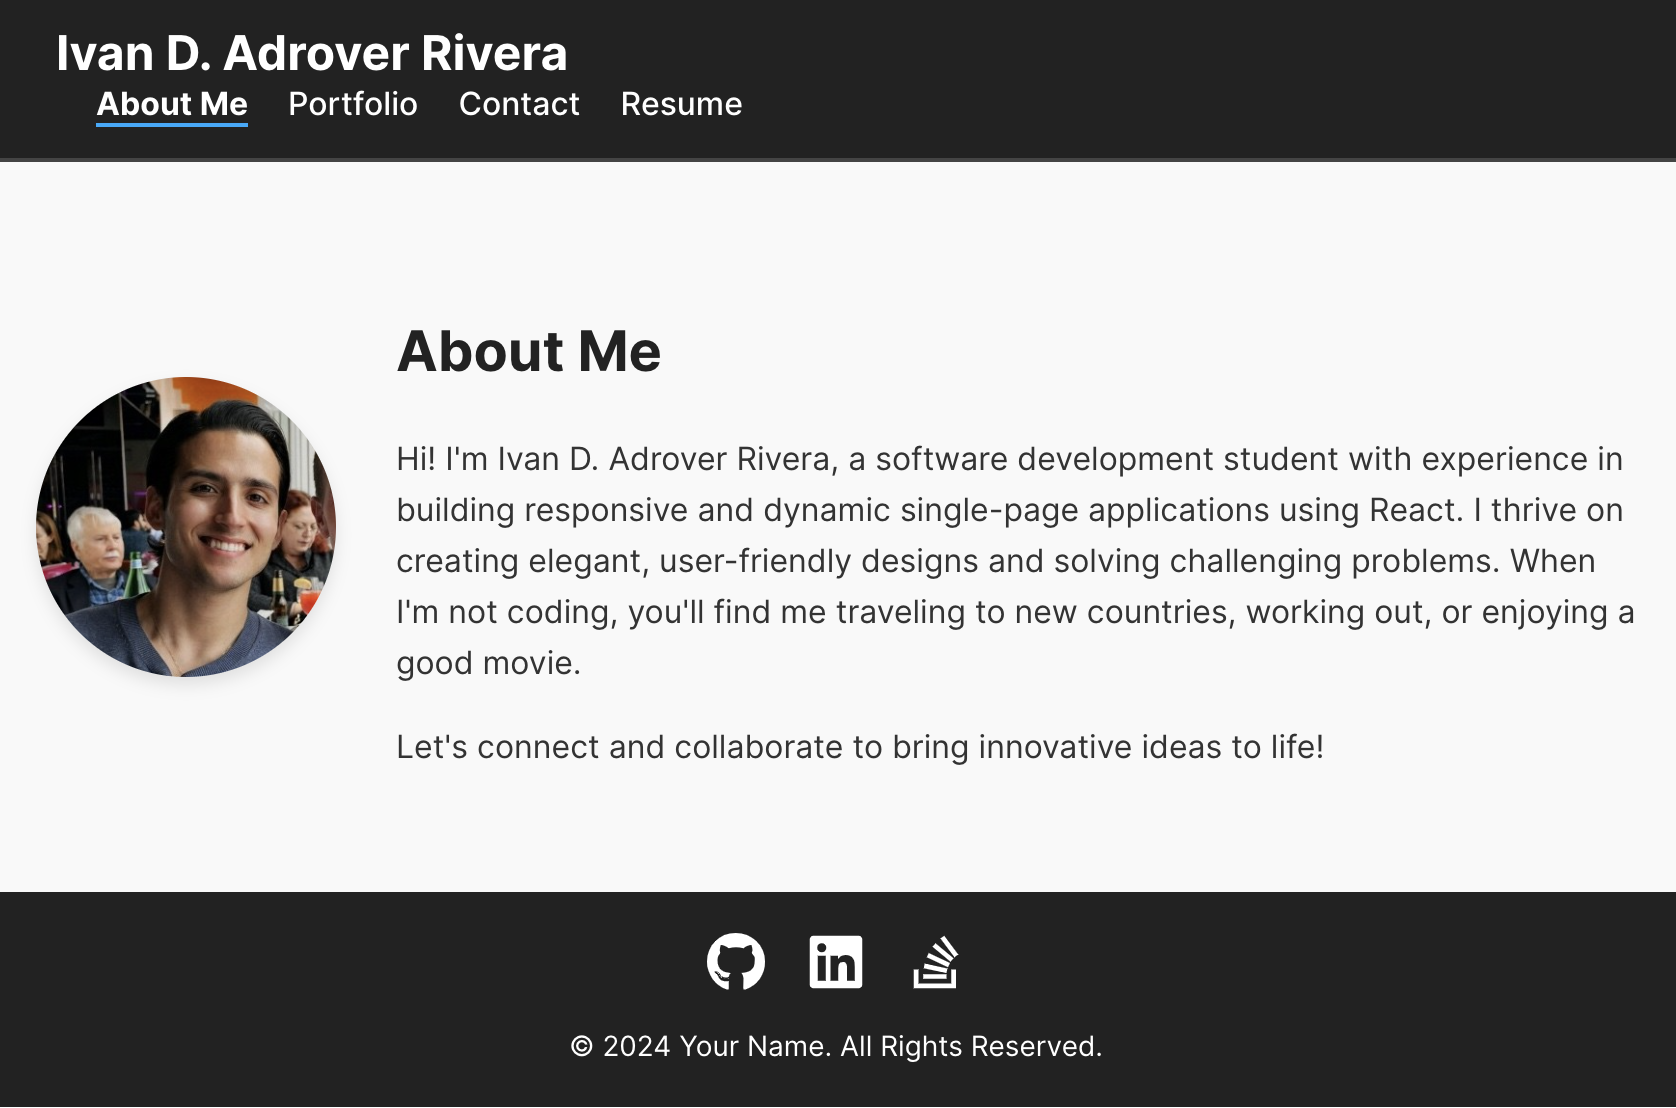 Ivan D. Adrover Rivera
About Me Portfolio Contact Resume
About Me
Hi! I'm Ivan D. Adrover Rivera, a software development student with experience in
building responsive and dynamic single-page applications using React. I thrive on
creating elegant, user-friendly designs and solving challenging problems. When
I'm not coding, you'll find me traveling to new countries, working out, or enjoying a
good movie.
Let's connect and collaborate to bring innovative ideas to life!
in
© 2024 Your Name. All Rights Reserved.